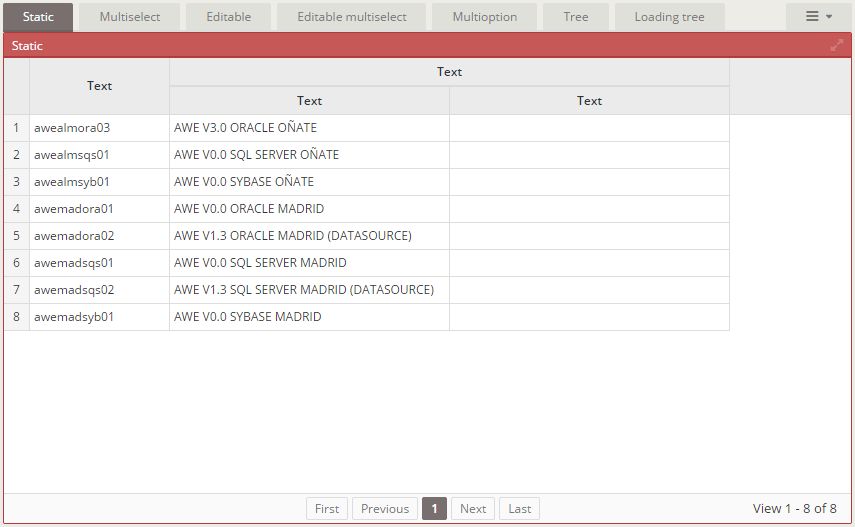 Static Multiselect Editable Editable multiselect Multioption Tree Loading tree
Static
Text Text
Text Text
1 awealmora03 AWE V3.0 ORACLE OÑATE
2 awealmsqs01 AWE V0.0 SQL SERVER OÑATE
3 awealmsyb01 AWE V0.0 SYBASE OÑATE
4 awemadora01 AWE V0.0 ORACLE MADRID
5 awemadora02 AWE V1.3 ORACLE MADRID (DATASOURCE)
6 awemadsqs01 AWE V0.0 SQL SERVER MADRID
7 awemadsqs02 AWE V1.3 SQL SERVER MADRID (DATASOURCE)
8 awemadsyb01 AWE V0.0 SYBASE MADRID
First Previous 1 Next Last View 1 - 8 of 8